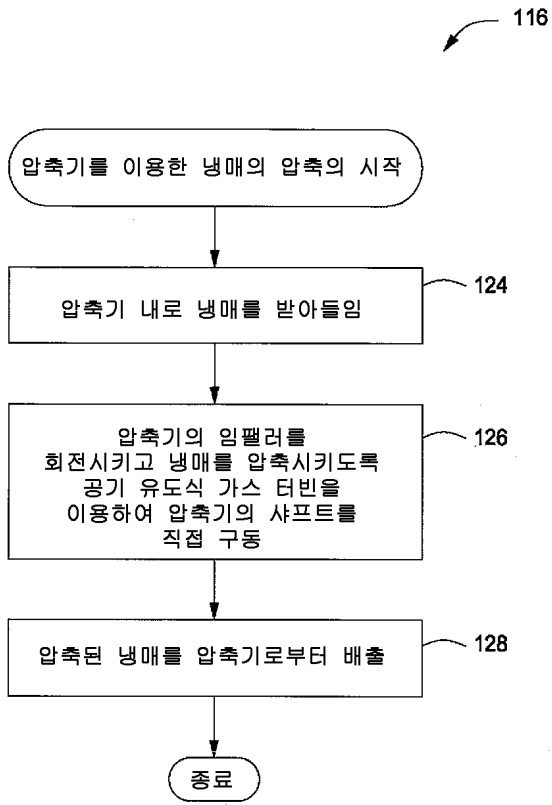 116
압축기를 이용한 냉매의 압축의 시작
124
압축기 내로 냉매를 받아들임
126
압축기의 임팰러를
회전시키고 냉매를 압축시키도록
공기 유도식 가스 터빈을
이용하여 압축기의 샤프트를
직접 구동
128
압축된 냉매를 압축기로부터 배출
종료